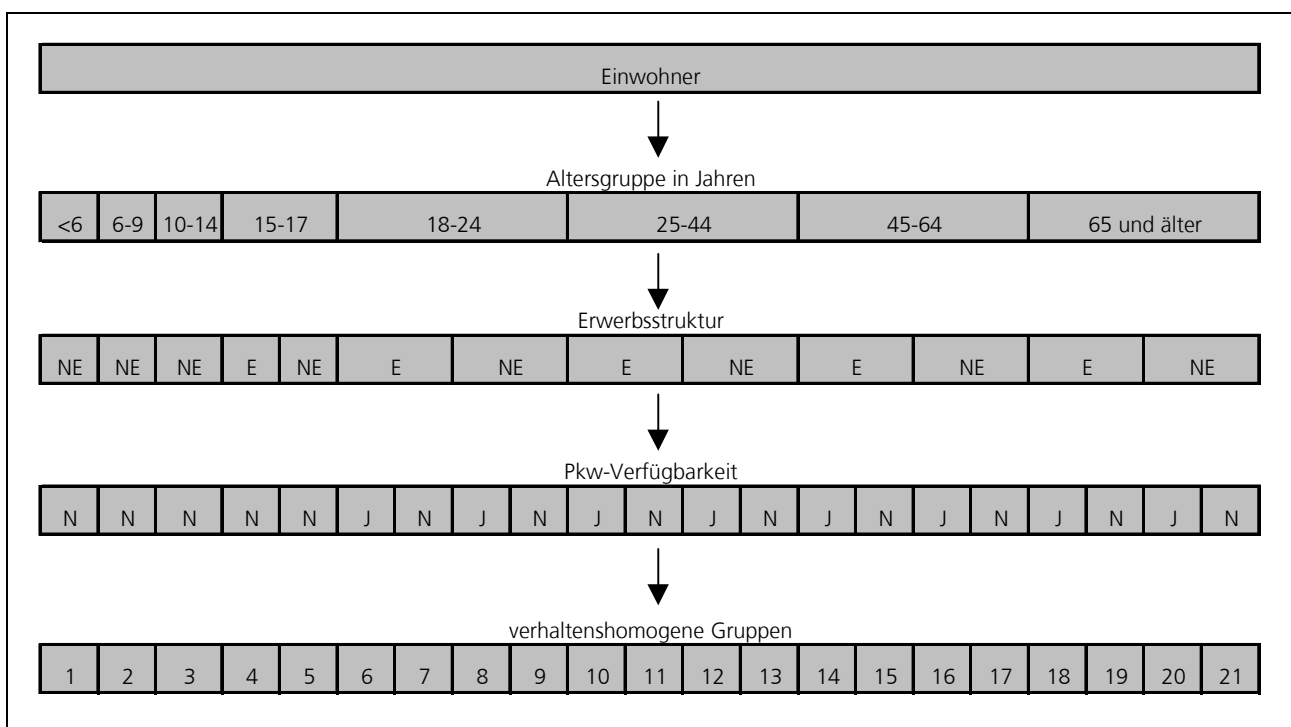 Einwohner
Altersgruppe in Jahren
<6 6-9 10-14 15-17 18-24 25-44 45-64 65 und älter
Erwerbsstruktur
NE NE NE E NE E NE E NE E NE E NE
Pkw-Verfügbarkeit
N N N N N J N J N J N J N J N J N J N J N
verhaltenshomogene Gruppen
1 2 3 4 5 6 7 8 9 10 11 12 13 14 15 16 17 18 19 20 21